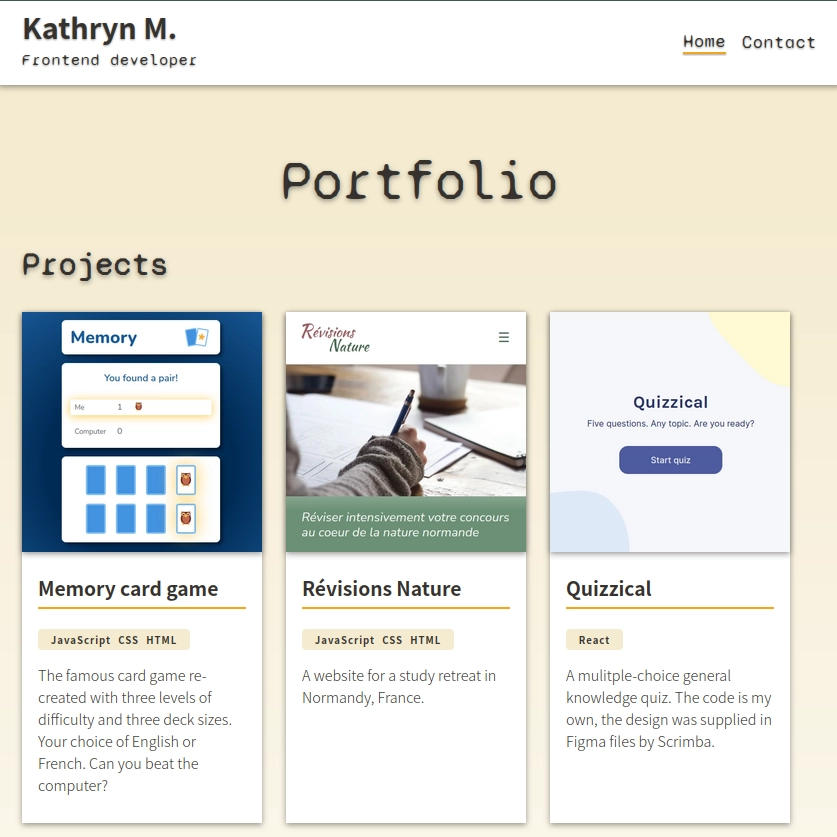 Kathryn M.
Frontend developer
Home Contact
Portfolio
Projects
Memory
You found a pair!
Me 1
Computer 0
Révisions
Nature
Réviser intensivement votre concours
au coeur de la nature normande
Quizzical
Five questions. Any topic. Are you ready?
Start quiz
Memory card game
JavaScript CSS HTML
The famous card game re-
created with three levels of
difficulty and three deck sizes.
Your choice of English or
French. Can you beat the
computer?
Révisions Nature
JavaScript CSS HTML
A website for a study retreat in
Normandy, France.
Quizzical
React
A mulitple-choice general
knowledge quiz. The code is my
own, the design was supplied in
Figma files by Scrimba.